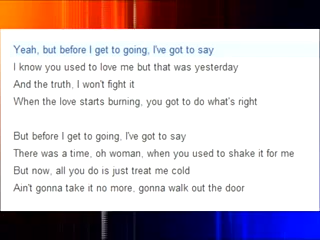 Yeah, but before I get to going, I've got to say
I know you used to love me but that was yesterday
And the truth, I won't fight it
When the love starts burning, you got to do what's right

But before I get to going, I've got to say
There was a time, oh woman, when you used to shake it for me
But now, all you do is just treat me cold
Ain't gonna take it no more, gonna walk out the door